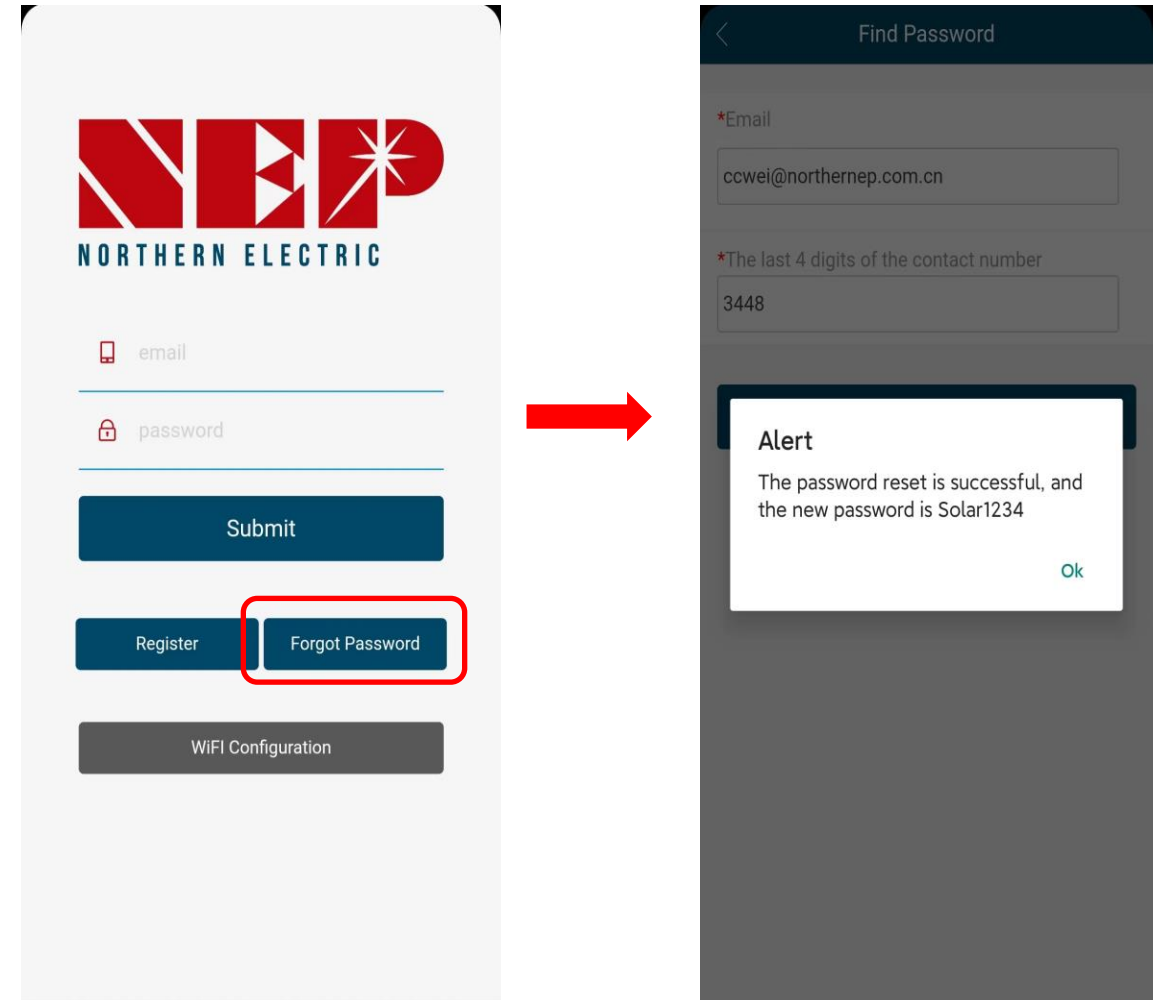 NEP
NORTHERN ELECTRIC
email
password
Submit
Register
Forgot Password
WiFI Configuration
Find Password
*Email
ccwei@northernep.com.cn
*The last 4 digits of the contact number
3448
Alert
The password reset is successful, and
the new password is Solar1234
Ok